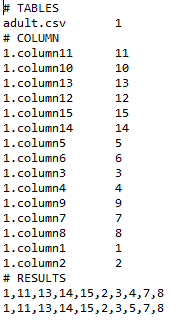 # TABLES
adult.csv	1
# COLUMN
1.column11	11
1.column10	10
1.column13	13
1.column12	12
1.column15	15
1.column14	14
1.column5	5
1.column6	6
1.column3	3
1.column4	4
1.column9	9
1.column7	7
1.column8	8
1.column1	1
1.column2	2
# RESULTS
1,11,13,14,15,2,3,4,7,8
1,11,13,14,15,2,3,5,7,8